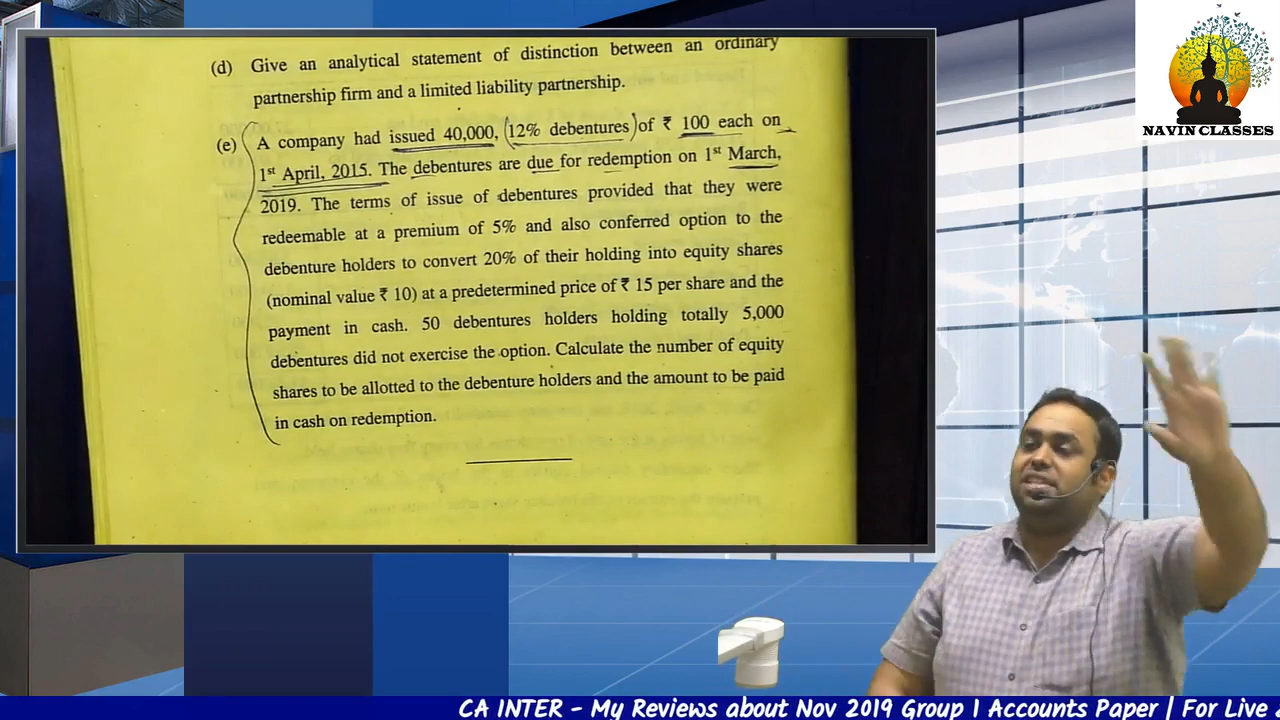 (d) Give an analytical statement of distinction between an ordinary
partnership firm and a limited liability partnership.
(e) A company had issued 40,000, (12% debentures) of ₹ 100 each on
1st April, 2015. The debentures are due for redemption on 1st March,
2019. The terms of issue of debentures provided that they were
redeemable at a premium of 5% and also conferred option to the
debenture holders to convert 20% of their holding into equity shares
(nominal value ₹ 10) at a predetermined price of ₹ 15 per share and the
payment in cash. 50 debentures holders holding totally 5,000
debentures did not exercise the option. Calculate the number of equity
shares to be allotted to the debenture holders and the amount to be paid
in cash on redemption.
NAVIN CLASSES
CA INTER - My Reviews about Nov 2019 Group 1 Accounts Paper | For Live